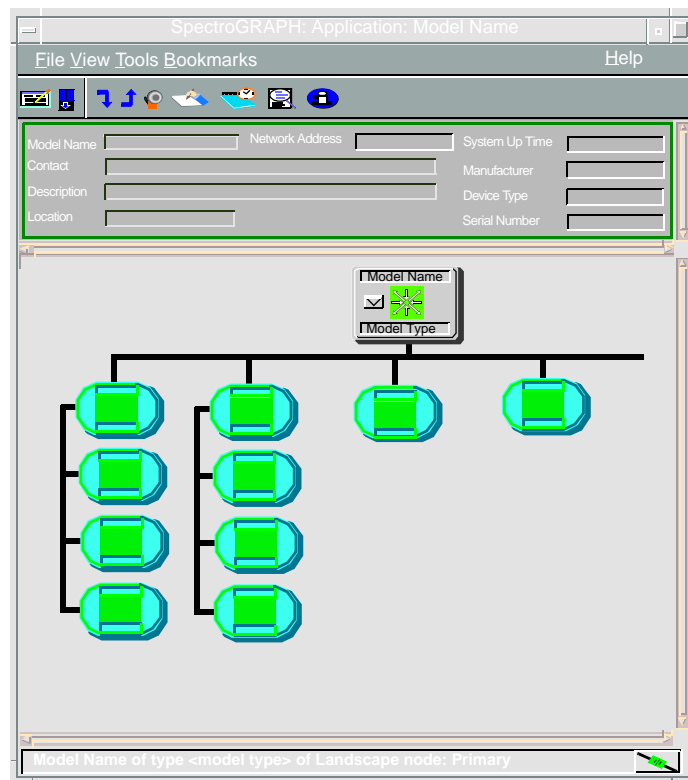 SpectroGRAPH: Application: Model Name
File View Tools Bookmarks Help
Model Name Network Address System Up Time
Contact Manufacturer
Description Device Type
Location Serial Number
Model Name
Model Type
Model Name of type <model type> of Landscape node: Primary